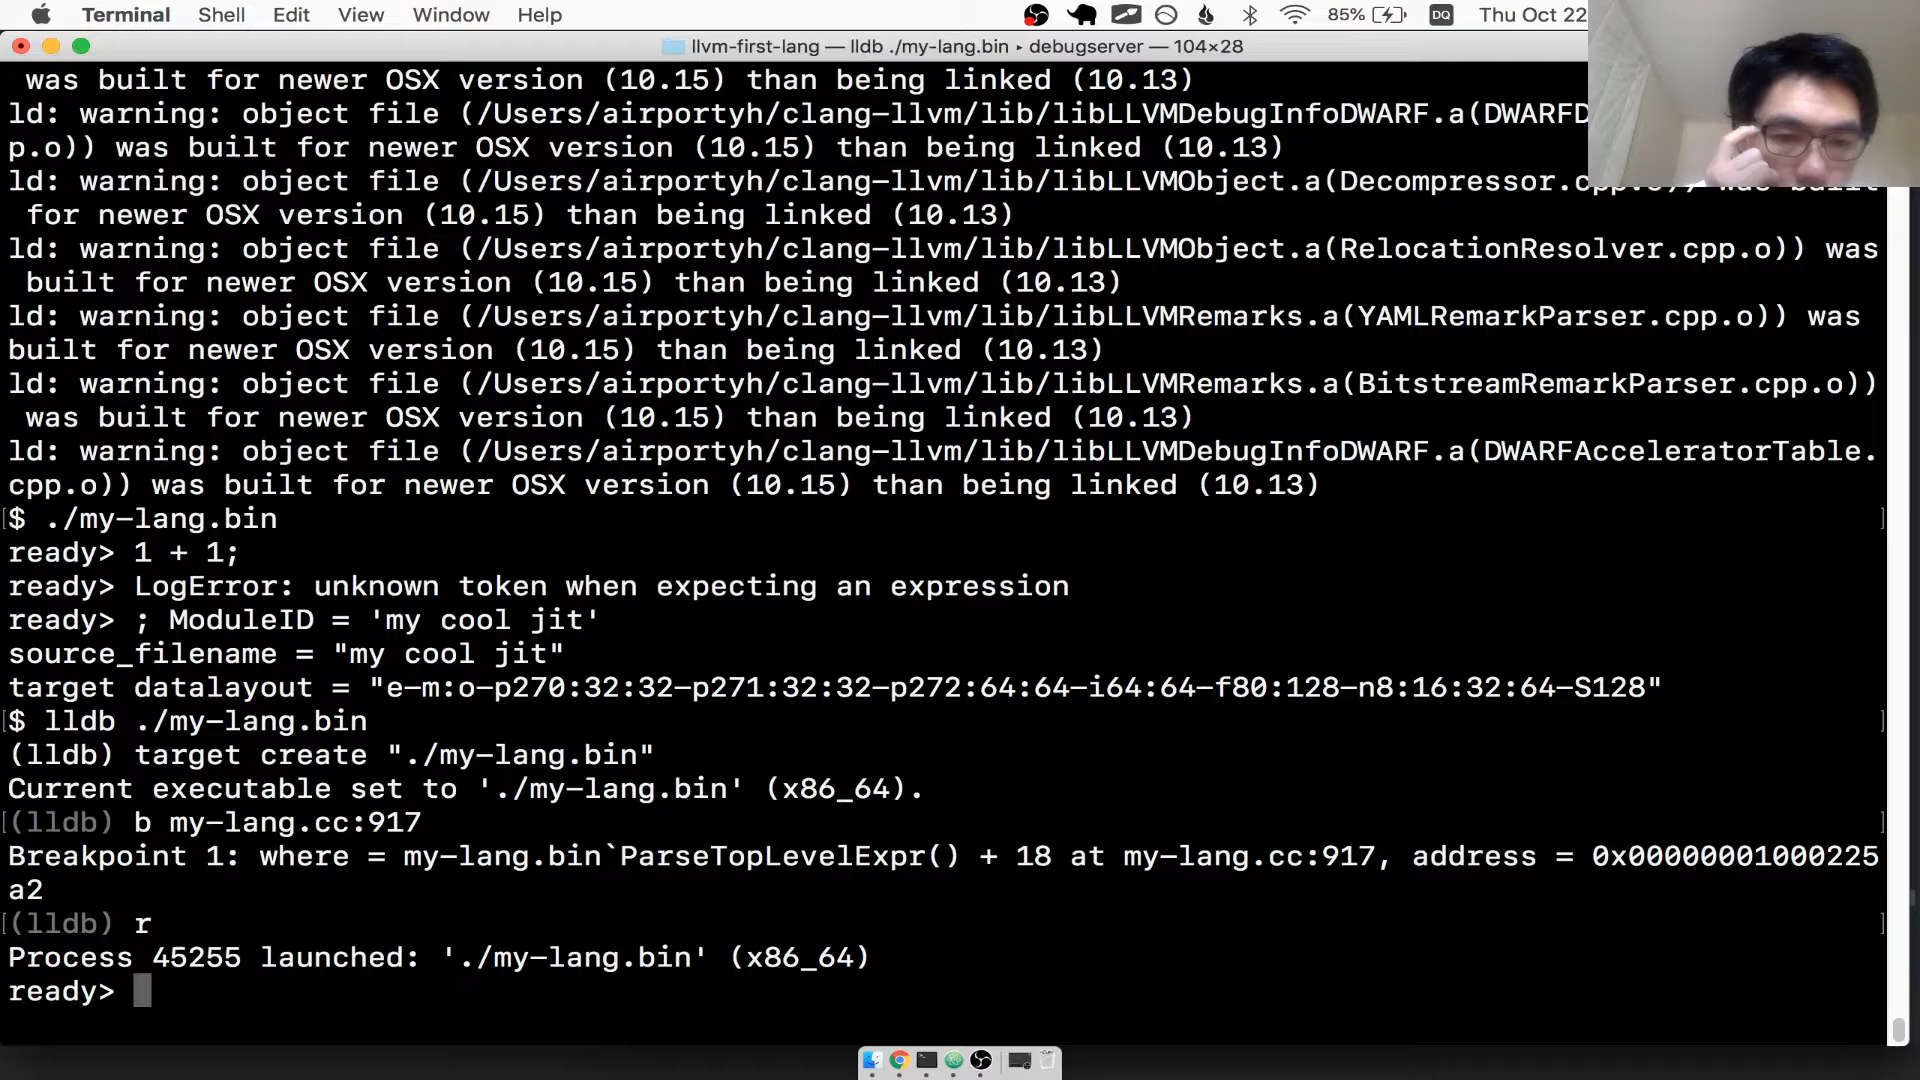 Terminal Shell Edit View Window Help 85% DQ Thu Oct 22
llvm-first-lang — lldb ./my-lang.bin ▸ debugserver — 104×28
was built for newer OSX version (10.15) than being linked (10.13)
ld: warning: object file (/Users/airportyh/clang-llvm/lib/libLLVMDebugInfoDWARF.a(DWARFD
p.o)) was built for newer OSX version (10.15) than being linked (10.13)
ld: warning: object file (/Users/airportyh/clang-llvm/lib/libLLVMObject.a(Decompressor.cpp.o)) was built
for newer OSX version (10.15) than being linked (10.13)
ld: warning: object file (/Users/airportyh/clang-llvm/lib/libLLVMObject.a(RelocationResolver.cpp.o)) was
built for newer OSX version (10.15) than being linked (10.13)
ld: warning: object file (/Users/airportyh/clang-llvm/lib/libLLVMRemarks.a(YAMLRemarkParser.cpp.o)) was
built for newer OSX version (10.15) than being linked (10.13)
ld: warning: object file (/Users/airportyh/clang-llvm/lib/libLLVMRemarks.a(BitstreamRemarkParser.cpp.o))
was built for newer OSX version (10.15) than being linked (10.13)
ld: warning: object file (/Users/airportyh/clang-llvm/lib/libLLVMDebugInfoDWARF.a(DWARFAcceleratorTable.
cpp.o)) was built for newer OSX version (10.15) than being linked (10.13)
$ ./my-lang.bin
ready> 1 + 1;
ready> LogError: unknown token when expecting an expression
ready> ; ModuleID = 'my cool jit'
source_filename = "my cool jit"
target datalayout = "e-m:o-p270:32:32-p271:32:32-p272:64:64-i64:64-f80:128-n8:16:32:64-S128"
$ lldb ./my-lang.bin
(lldb) target create "./my-lang.bin"
Current executable set to './my-lang.bin' (x86_64).
(lldb) b my-lang.cc:917
Breakpoint 1: where = my-lang.bin`ParseTopLevelExpr() + 18 at my-lang.cc:917, address = 0x00000001000225
a2
(lldb) r
Process 45255 launched: './my-lang.bin' (x86_64)
ready>